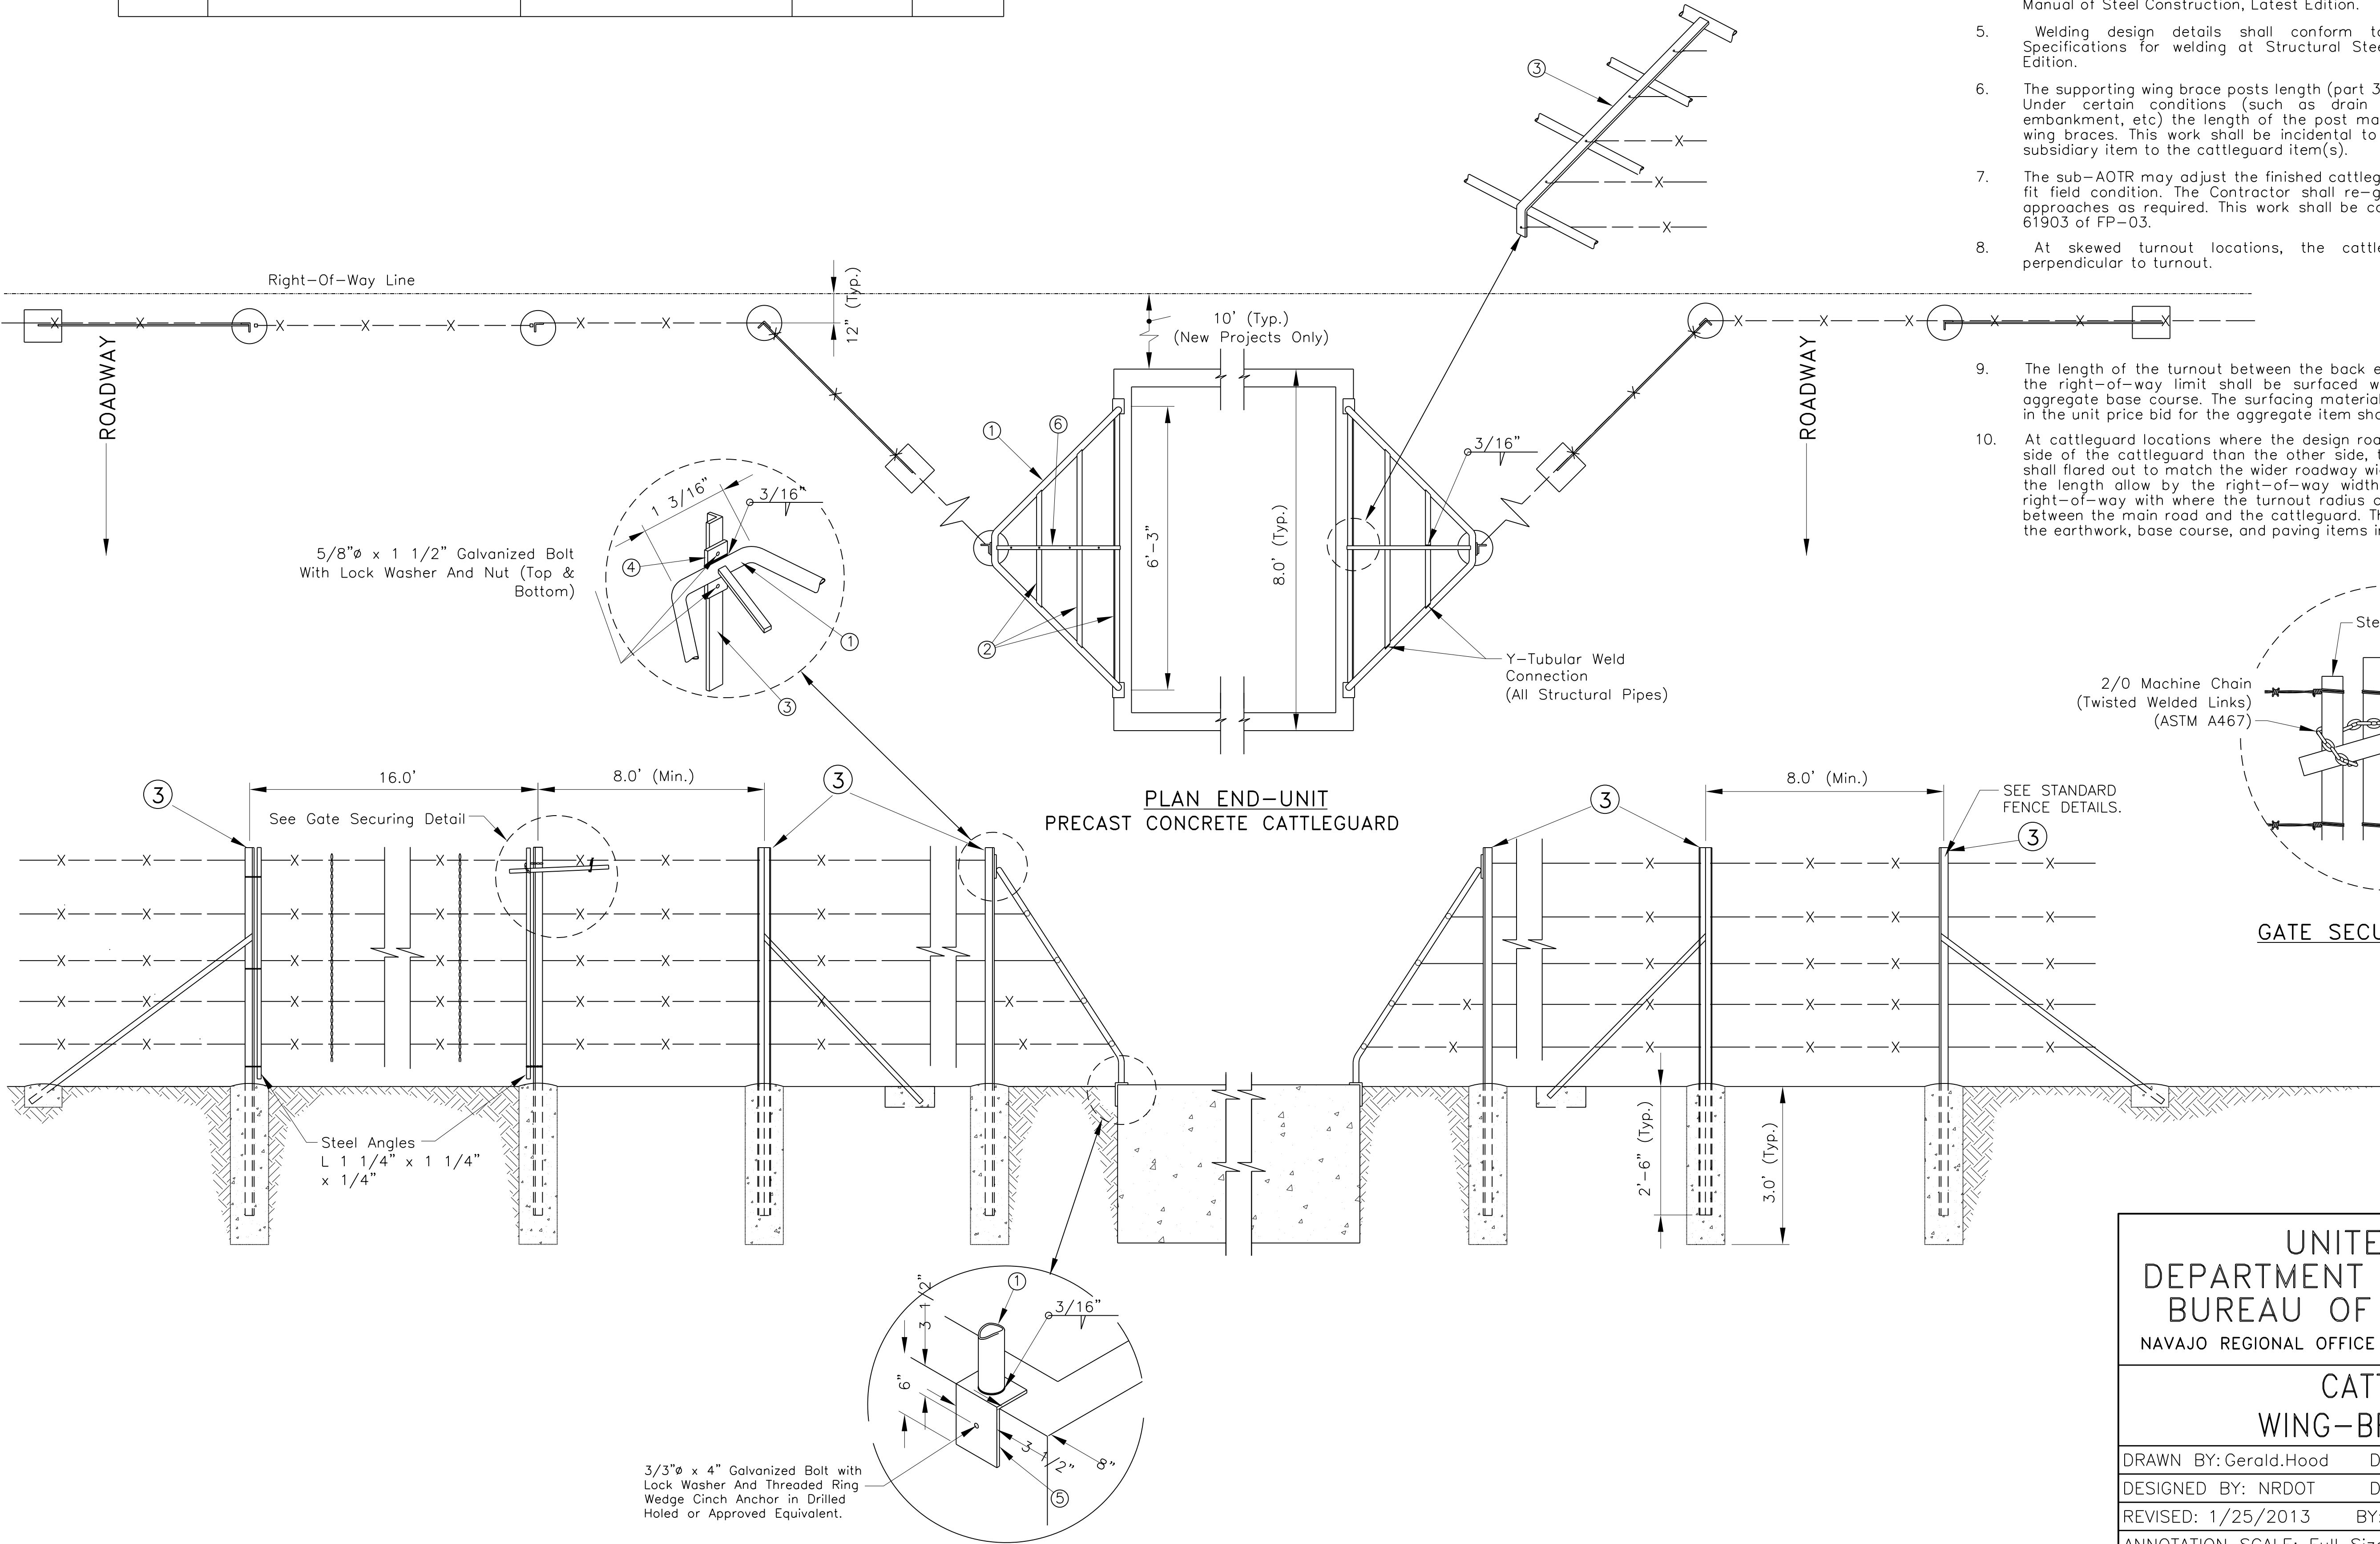 Manual of Steel Construction, Latest Edition.
5. Welding design details shall conform
Specifications for welding at Structural
Edition.
6. The supporting wing brace posts length (part 3
Under certain conditions (such as drain
embankment, etc) the length of the post
wing braces. This work shall be incidental to
subsidiary item to the cattleguard item(s).
7. The sub-AOTR may adjust the finished
fit field condition. The Contractor shall
approaches as required. This work shall be
61903 of FP-03.
8. At skewed turnout locations, the
perpendicular to turnout.
9. The length of the turnout between the back
the right-of-way limit shall be surfaced
aggregate base course. The surfacing material
in the unit price bid for the aggregate item
10. At cattleguard locations where the design
side of the cattleguard than the other side,
shall flared out to match the wider roadway
the length allow by the right-of-way width
right-of-way with where the turnout radius
between the main road and the cattleguard.
the earthwork, base course, and paving items
3
X
X
X
X
Right-Of-Way Line
12" (Typ.)
10' (Typ.)
(New Projects Only)
ROADWAY
ROADWAY
1
6
3/16"
6'-3"
8.0' (Typ.)
2
Y-Tubular Weld
Connection
(All Structural Pipes)
1 3/16"
3/16"
5/8"ø x 1 1/2" Galvanized Bolt
With Lock Washer And Nut (Top &
Bottom)
4
1
3
2/0 Machine Chain
(Twisted Welded Links)
(ASTM A467)
PLAN END-UNIT
PRECAST CONCRETE CATTLEGUARD
3
16.0'
8.0' (Min.)
3
See Gate Securing Detail
3
8.0' (Min.)
SEE STANDARD
FENCE DETAILS.
3
GATE
Steel Angles
L 1 1/4" x 1 1/4"
x 1/4"
2'-6" (Typ.)
3.0' (Typ.)
1
3/16"
3 1/2"
6"
3 1/2"
8"
5
3/3"ø x 4" Galvanized Bolt with
Lock Washer And Threaded Ring
Wedge Cinch Anchor in Drilled
Holed or Approved Equivalent.
DEPARTMENT
BUREAU OF
NAVAJO REGIONAL OFFICE
DRAWN BY: Gerald.Hood
DESIGNED BY: NRDOT
REVISED: 1/25/2013 BY:
ANNOTATION SCALE: Full